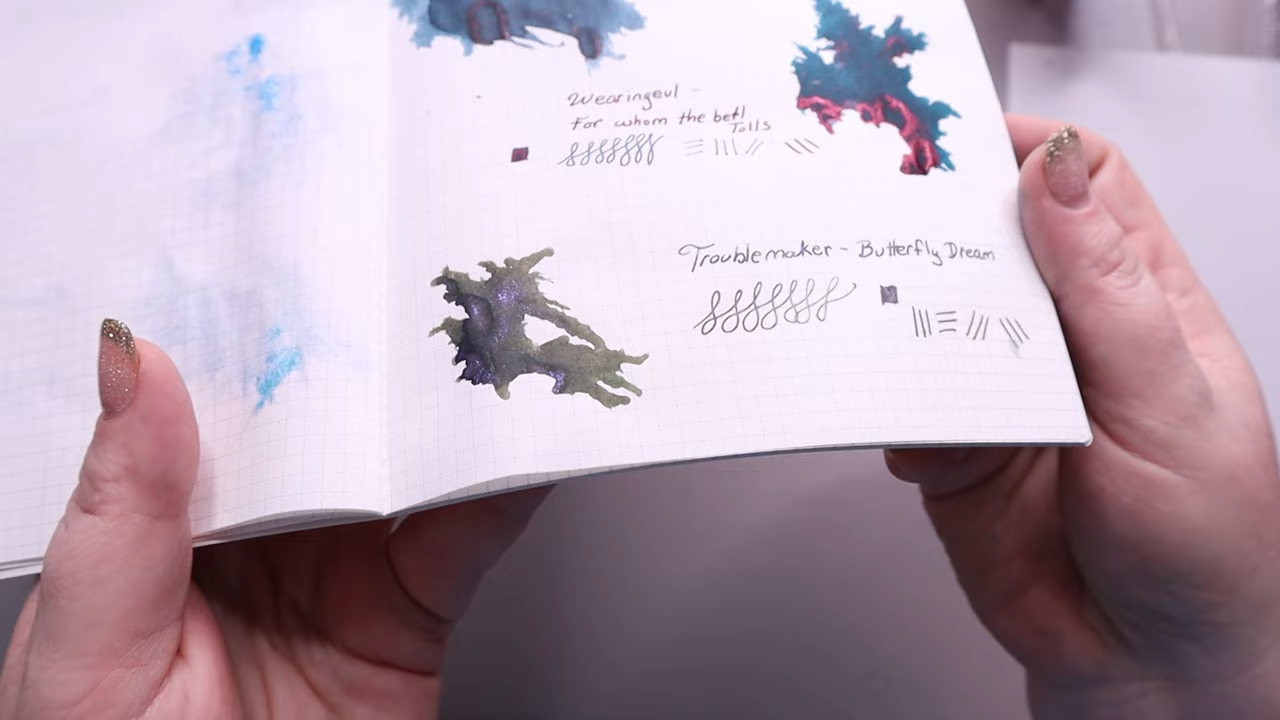 Wearingeul -
For whom the bell
Tolls
Troublemaker - Butterfly Dream